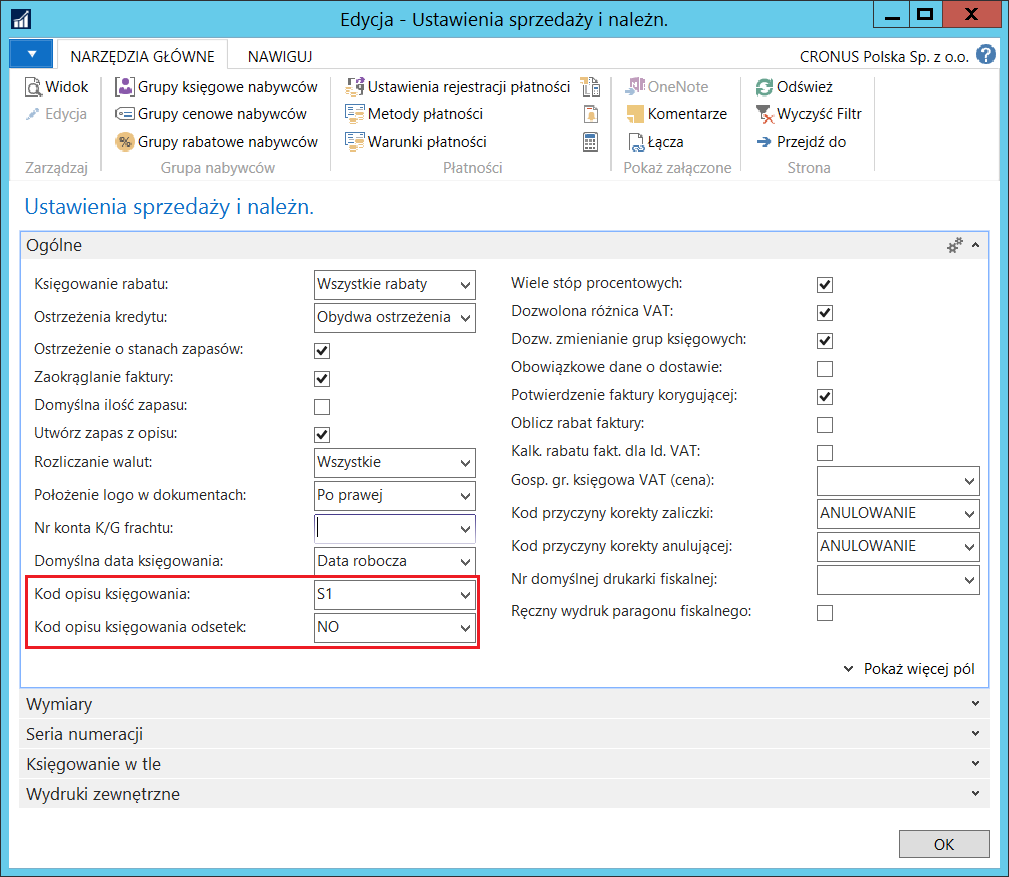 Edycja - Ustawienia sprzedaży i należn.
NARZĘDZIA GŁÓWNE NAWIGUJ CRONUS Polska Sp. z o.o. ?
Widok
Edycja
Zarządzaj
Grupy księgowe nabywców
Grupy cenowe nabywców
Grupy rabatowe nabywców
Grupa nabywców
Ustawienia rejestracji płatności
Metody płatności
Warunki płatności
Płatności
OneNote
Komentarze
Łącza
Pokaż załączone
Odśwież
Wyczyść Filtr
Przejdź do
Strona
Ustawienia sprzedaży i należn.
Ogólne
Księgowanie rabatu: Wszystkie rabaty
Ostrzeżenia kredytu: Obydwa ostrzeżenia
Ostrzeżenie o stanach zapasów:
Zaokrąglanie faktury:
Domyślna ilość zapasu:
Utwórz zapas z opisu:
Rozliczanie walut: Wszystkie
Położenie logo w dokumentach: Po prawej
Nr konta K/G frachtu:
Domyślna data księgowania: Data robocza
Kod opisu księgowania: S1
Kod opisu księgowania odsetek: NO
Wiele stóp procentowych:
Dozwolona różnica VAT:
Dozw. zmienianie grup księgowych:
Obowiązkowe dane o dostawie:
Potwierdzenie faktury korygującej:
Oblicz rabat faktury:
Kalk. rabatu fakt. dla Id. VAT:
Gosp. gr. księgowa VAT (cena):
Kod przyczyny korekty zaliczki: ANULOWANIE
Kod przyczyny korekty anulującej: ANULOWANIE
Nr domyślnej drukarki fiskalnej:
Ręczny wydruk paragonu fiskalnego:
Pokaż więcej pól
Wymiary
Seria numeracji
Księgowanie w tle
Wydruki zewnętrzne
OK